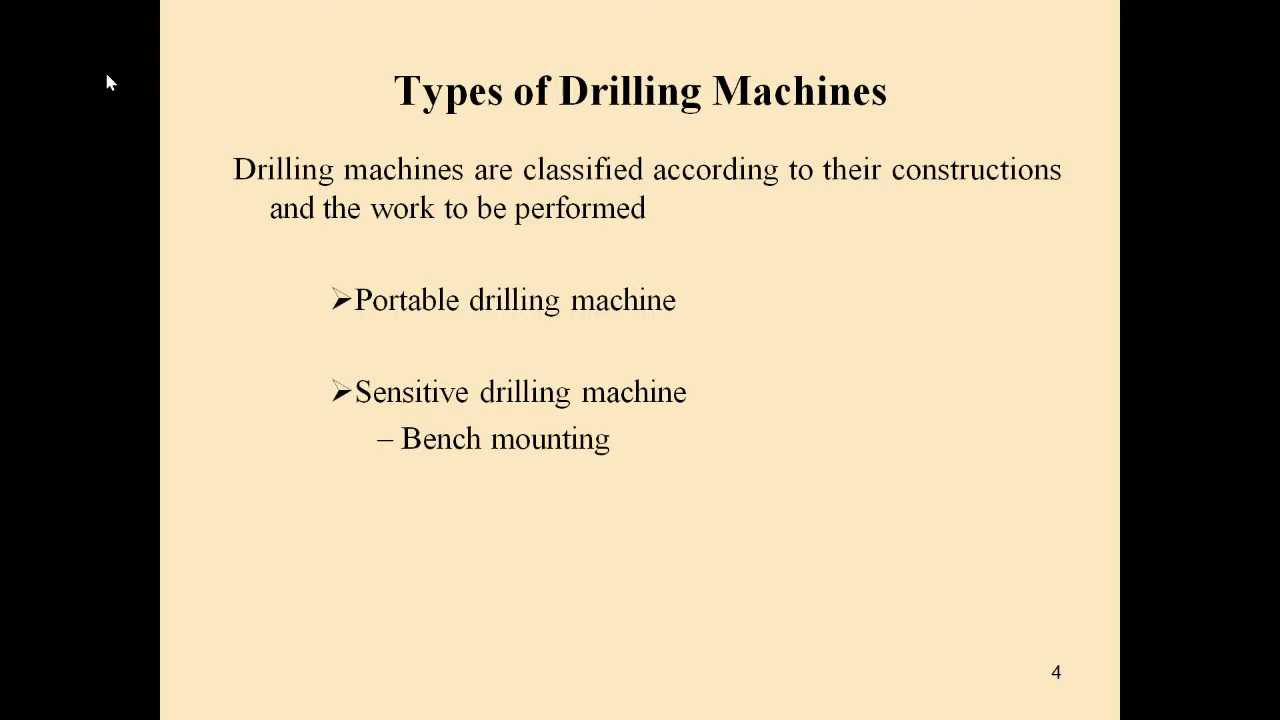 Types of Drilling Machines
Drilling machines are classified according to their constructions
and the work to be performed
➢Portable drilling machine
➢Sensitive drilling machine
– Bench mounting
4